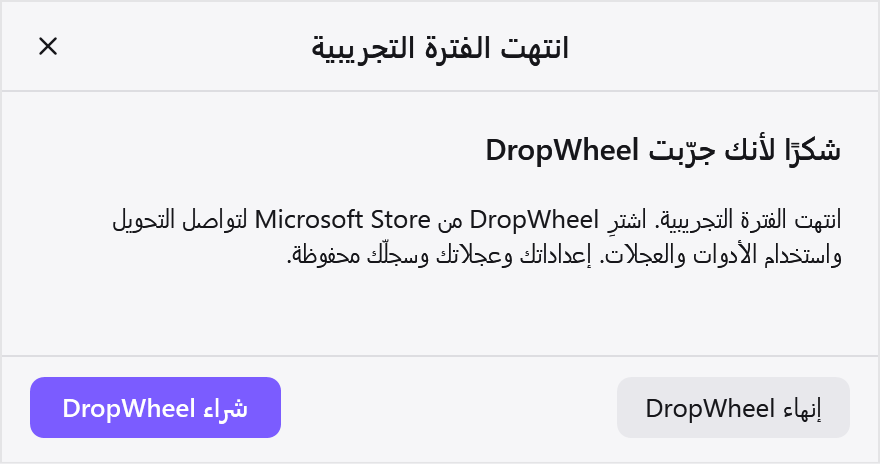 انتهت الفترة التجريبية
شكرًا لأنك جرّبت DropWheel
انتهت الفترة التجريبية. اشترِ DropWheel من Microsoft Store لتواصل التحويل
واستخدام الأدوات والعجلات. إعداداتك وعجلاتك وسجلّك محفوظة.
إنهاء DropWheel
شراء DropWheel